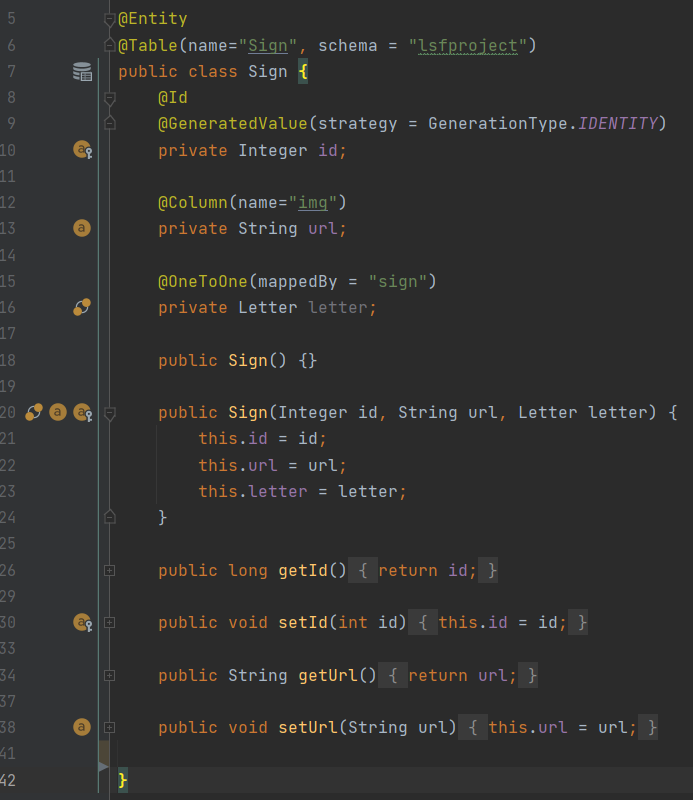 5 @Entity
6 @Table(name="Sign", schema = "lsfproject")
7 public class Sign {
8 @Id
9 @GeneratedValue(strategy = GenerationType.IDENTITY)
10 private Integer id;
11
12 @Column(name="img")
13 private String url;
14
15 @OneToOne(mappedBy = "sign")
16 private Letter letter;
17
18 public Sign() {}
19
20 public Sign(Integer id, String url, Letter letter) {
21 this.id = id;
22 this.url = url;
23 this.letter = letter;
24 }
25
26 public long getId() { return id; }
29
30 public void setId(int id) { this.id = id; }
33
34 public String getUrl() { return url; }
37
38 public void setUrl(String url) { this.url = url; }
41
42 }